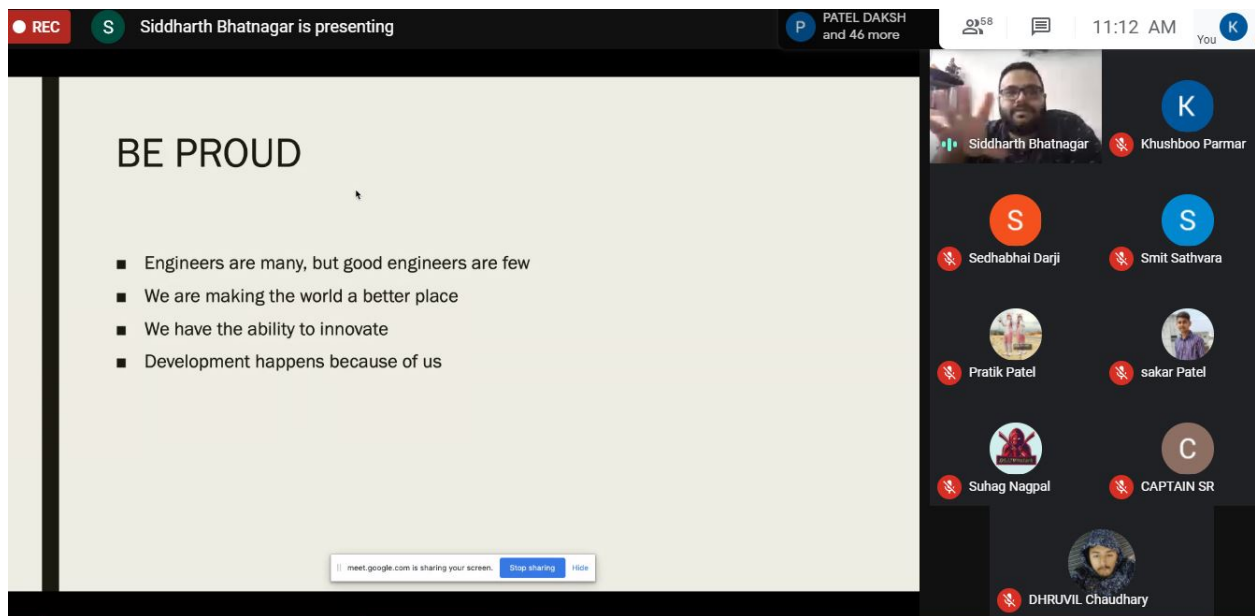 REC
S
Siddharth Bhatnagar is presenting
P
PATEL DAKSH
and 46 more
58
11:12 AM
You
K
BE PROUD
■ Engineers are many, but good engineers are few
■ We are making the world a better place
■ We have the ability to innovate
■ Development happens because of us
meet.google.com is sharing your screen.
Stop sharing
Hide
Siddharth Bhatnagar
K
Khushboo Parmar
S
Sedhabhai Darji
S
Smit Sathvara
Pratik Patel
sakar Patel
Suhag Nagpal
C
CAPTAIN SR
DHRUVIL Chaudhary